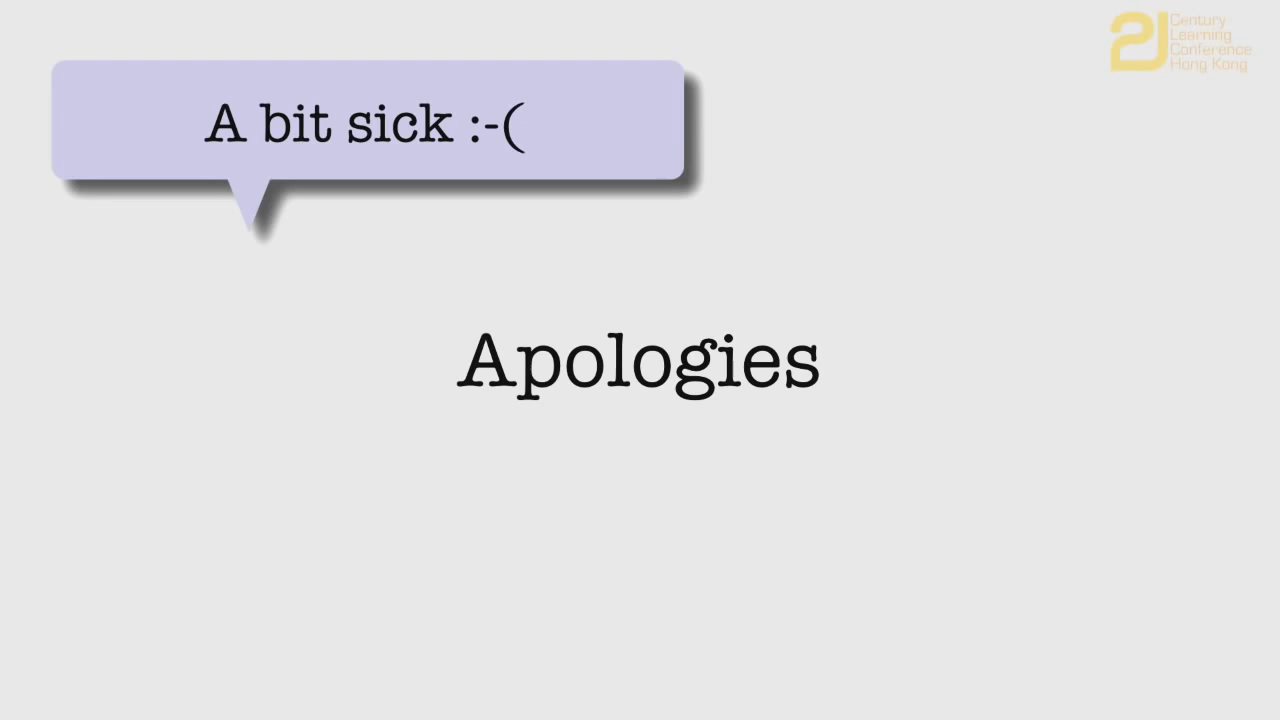 21
Century
Learning
Conference
Hong Kong
A bit sick :-(
Apologies